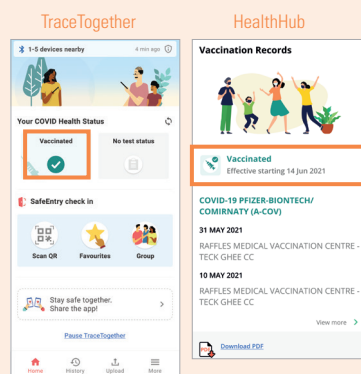 TraceTogether
1-5 devices nearby
4 min ago
Your COVID Health Status
Vaccinated
No test status
SafeEntry check in
Scan QR
Favourites
Group
Stay safe together.
Share the app!
Pause TraceTogether
Home
History
Upload
More
HealthHub
Vaccination Records
Vaccinated
Effective starting 14 Jun 2021
COVID-19 PFIZER-BIONTECH/
COMIRNATY (A-COV)
31 MAY 2021
RAFFLES MEDICAL VACCINATION CENTRE -
TECK GHEE CC
10 MAY 2021
RAFFLES MEDICAL VACCINATION CENTRE -
TECK GHEE CC
View more
PDF
Download PDF